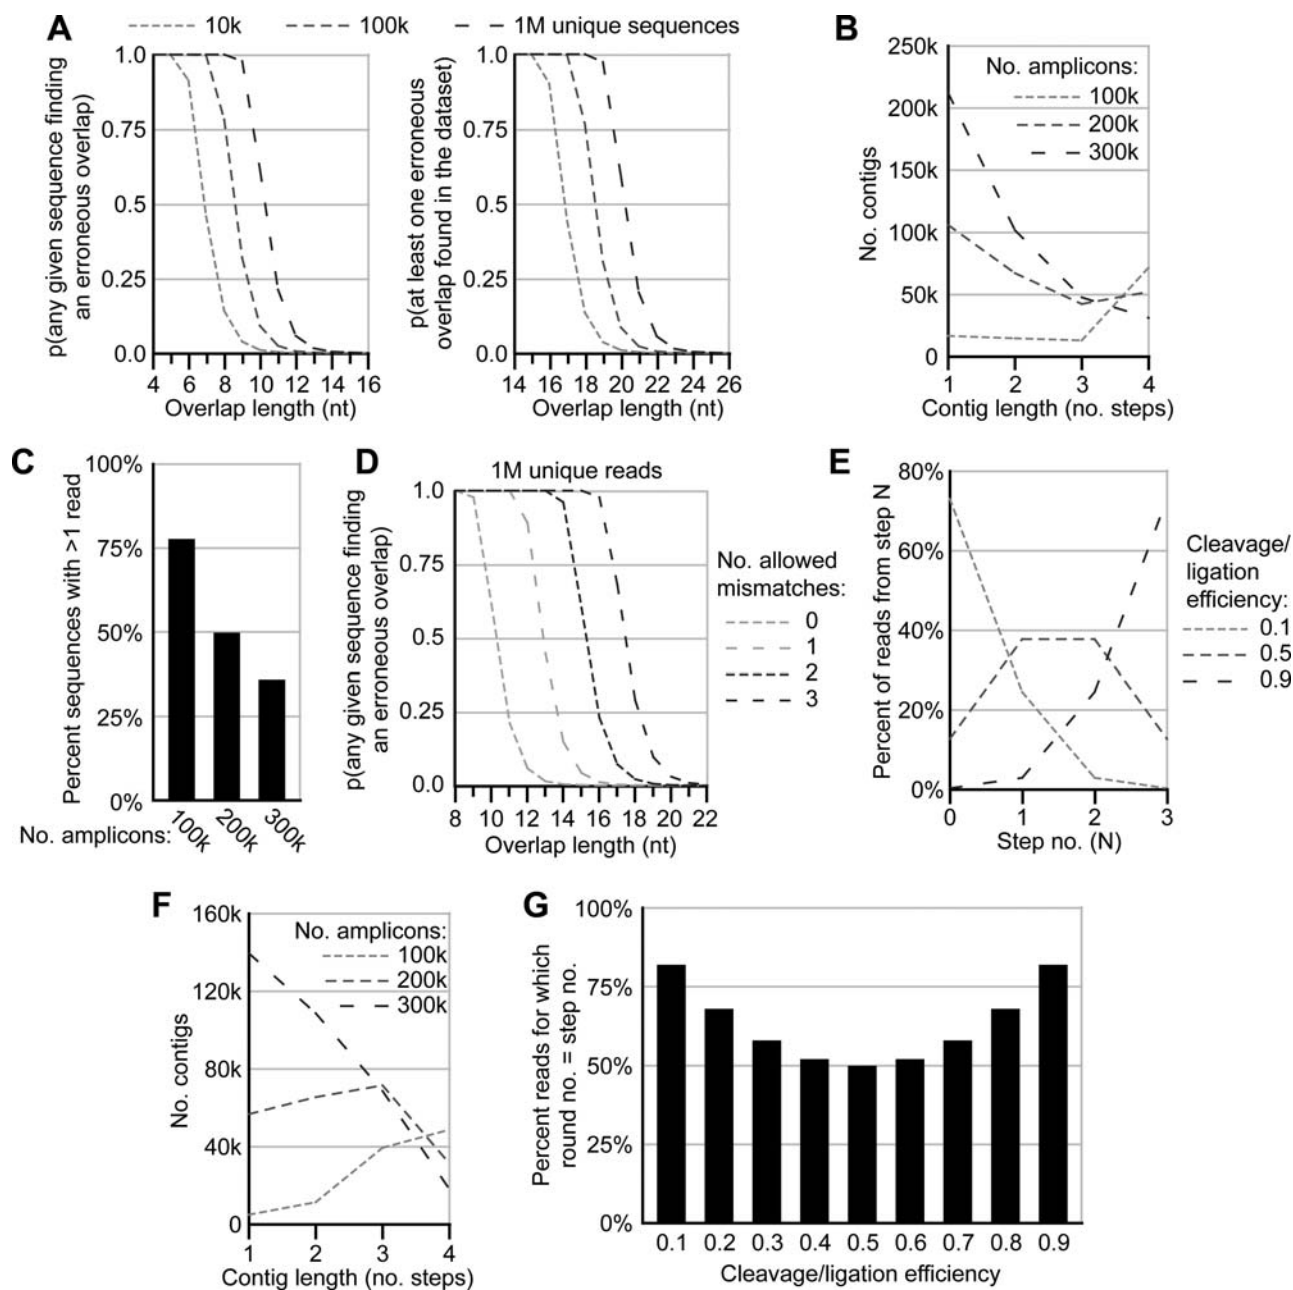 A
10k
100k
1M unique sequences
p(any given sequence finding
an erroneous overlap)
1.0
0.75
0.5
0.25
0.0
4 6 8 10 12 14 16
Overlap length (nt)
p(at least one erroneous
overlap found in the dataset)
1.0
0.75
0.5
0.25
0.0
14 16 18 20 22 24 26
Overlap length (nt)
B
No. contigs
250k
200k
150k
100k
50k
0
No. amplicons:
100k
200k
300k
1 2 3 4
Contig length (no. steps)
C
Percent sequences with >1 read
100%
75%
50%
25%
0%
No. amplicons:
100k 200k 300k
D
1M unique reads
p(any given sequence finding
an erroneous overlap)
1.0
0.75
0.5
0.25
0.0
8 10 12 14 16 18 20 22
Overlap length (nt)
No. allowed
mismatches:
0
1
2
3
E
Percent of reads from step N
80%
60%
40%
20%
0%
0 1 2 3
Step no. (N)
Cleavage/
ligation
efficiency:
0.1
0.5
0.9
F
No. contigs
160k
120k
80k
40k
0
No. amplicons:
100k
200k
300k
1 2 3 4
Contig length (no. steps)
G
Percent reads for which
round no. = step no.
100%
75%
50%
25%
0%
0.1 0.2 0.3 0.4 0.5 0.6 0.7 0.8 0.9
Cleavage/ligation efficiency